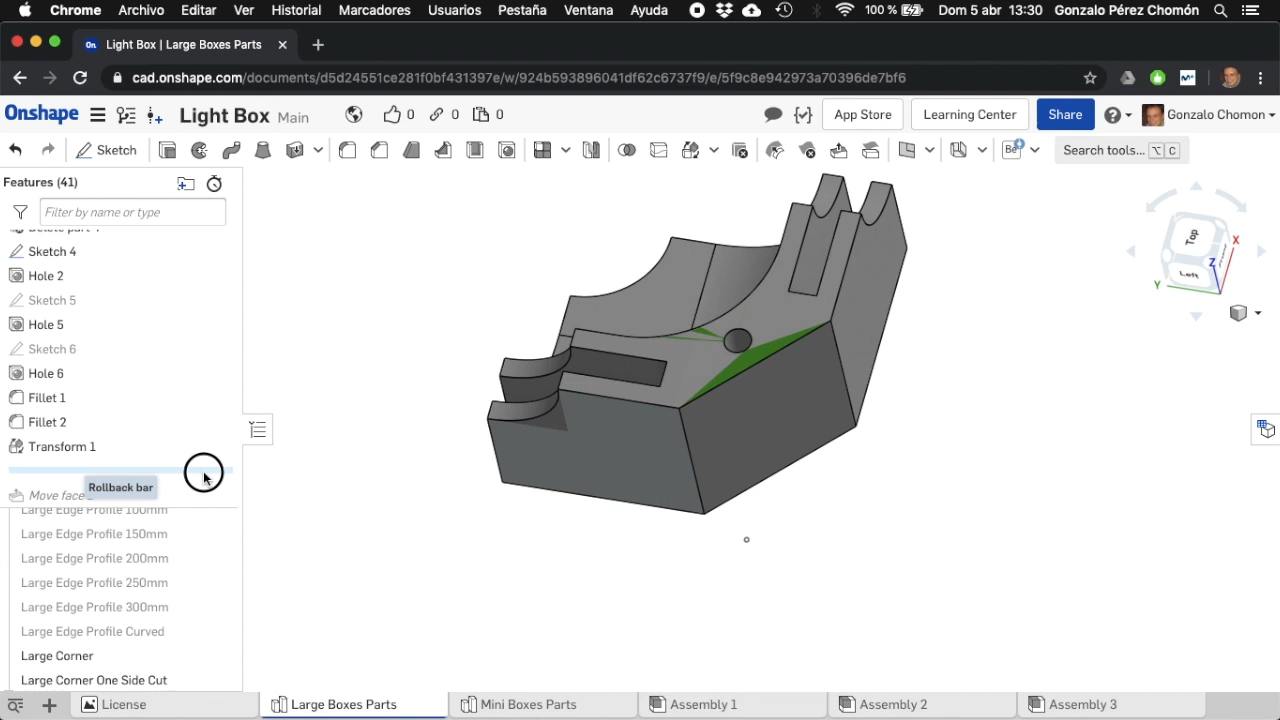 Chrome Archivo Editar Ver Historial Marcadores Usuarios Pestaña Ventana Ayuda 100 % Dom 5 abr 13:30 Gonzalo Pérez Chomón
On Light Box | Large Boxes Parts
cad.onshape.com/documents/d5d24551ce281f0bf431397e/w/924b593896041df62c6737f9/e/5f9c8e942973a70396de7bf6
Onshape Light Box Main 0 0 0 App Store Learning Center Share Gonzalo Chomon
Sketch Search tools... ⌥ C
Features (41)
Filter by name or type
Sketch 4
Hole 2
Sketch 5
Hole 5
Sketch 6
Hole 6
Fillet 1
Fillet 2
Transform 1
Rollback bar
Move face
Large Edge Profile 100mm
Large Edge Profile 150mm
Large Edge Profile 200mm
Large Edge Profile 250mm
Large Edge Profile 300mm
Large Edge Profile Curved
Large Corner
Large Corner One Side Cut
Top
Left
X
Z
Y
License Large Boxes Parts Mini Boxes Parts Assembly 1 Assembly 2 Assembly 3